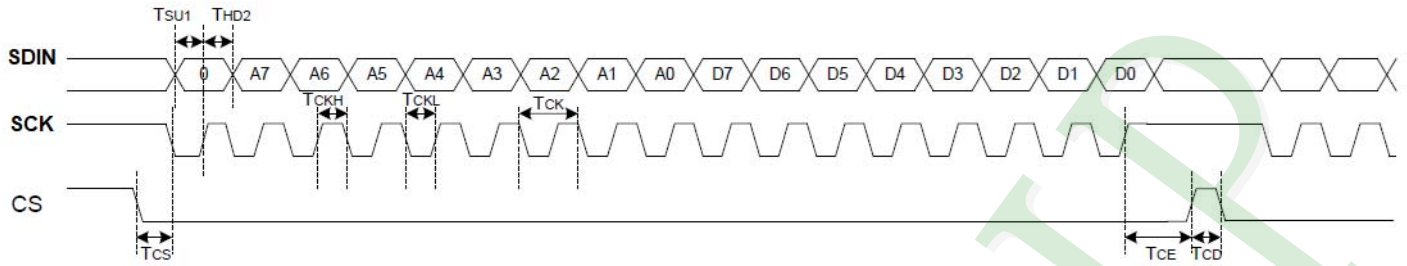 TSU1 THD2
SDIN 0 A7 A6 A5 A4 A3 A2 A1 A0 D7 D6 D5 D4 D3 D2 D1 D0
TCKH TCKL TCK
SCK
CS
TCS TCE TCD